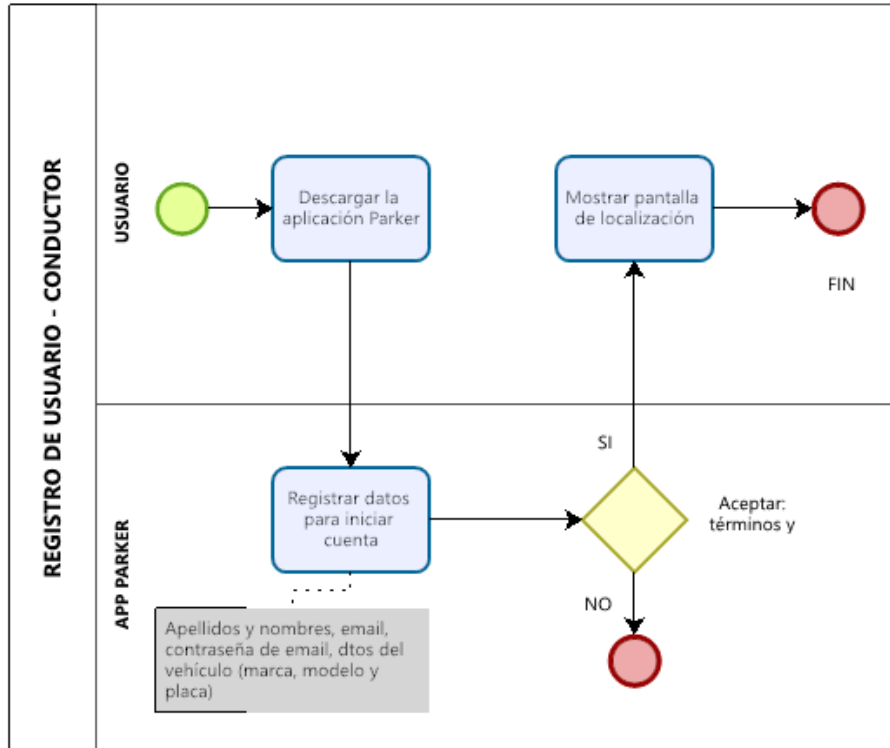 REGISTRO DE USUARIO - CONDUCTOR
USUARIO
Descargar la
aplicación Parker
Mostrar pantalla
de localización
FIN
APP PARKER
Registrar datos
para iniciar
cuenta
SI
Aceptar:
términos y
NO
Apellidos y nombres, email,
contraseña de email, dtos del
vehículo (marca, modelo y
placa)